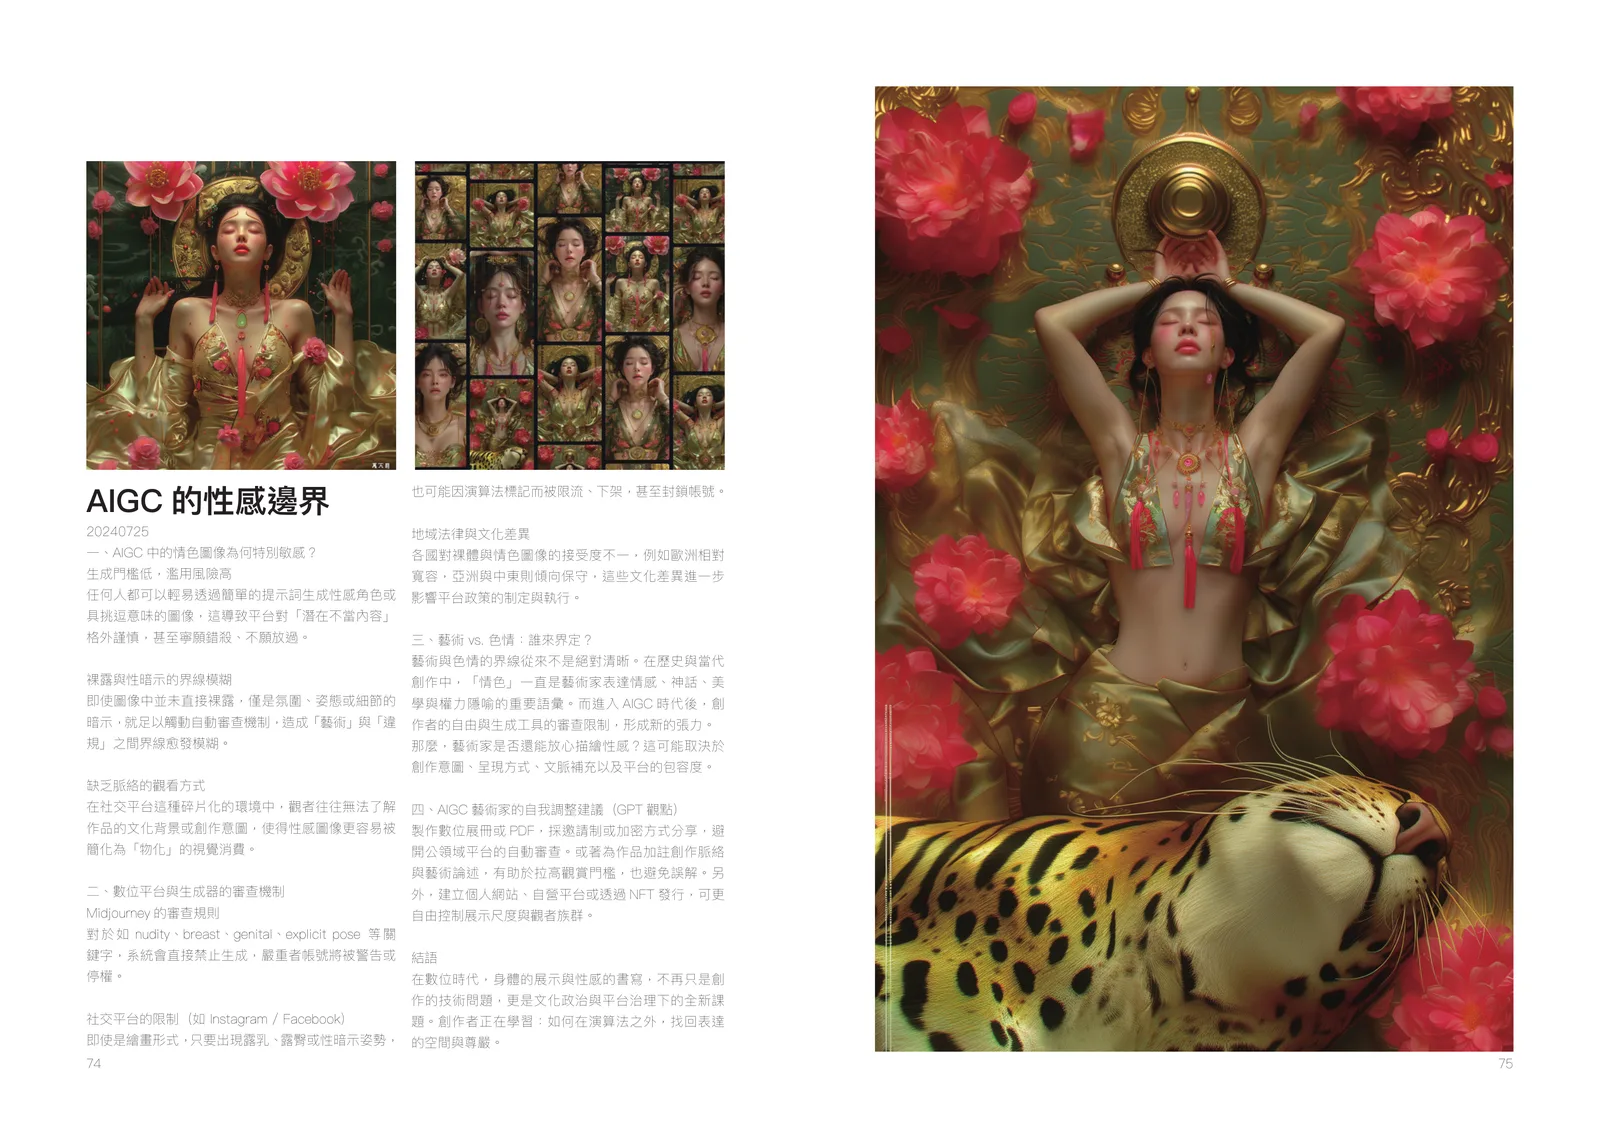 AIGC 的性感邊界
20240725
一、AIGC 中的情色圖像為何特別敏感？
生成門檻低，濫用風險高
任何人都可以輕易透過簡單的提示詞生成性感角色或
具挑逗意味的圖像，這導致平台對「潛在不當內容」
格外謹慎，甚至寧願錯殺、不願放過。
裸露與性暗示的界線模糊
即使圖像中並未直接裸露，僅是氛圍、姿態或細節的
暗示，就足以觸動自動審查機制，造成「藝術」與「違
規」之間界線愈發模糊。
缺乏脈絡的觀看方式
在社交平台這種碎片化的環境中，觀者往往無法了解
作品的文化背景或創作意圖，使得性感圖像更容易被
簡化為「物化」的視覺消費。
二、數位平台與生成器的審查機制
Midjourney 的審查規則
對於如 nudity、breast、genital、explicit pose 等關
鍵字，系統會直接禁止生成，嚴重者帳號將被警告或
停權。
社交平台的限制（如 Instagram / Facebook）
即使是繪畫形式，只要出現露乳、露臀或性暗示姿勢，
74
也可能因演算法標記而被限流、下架，甚至封鎖帳號。
地域法律與文化差異
各國對裸體與情色圖像的接受度不一，例如歐洲相對
寬容，亞洲與中東則傾向保守，這些文化差異進一步
影響平台政策的制定與執行。
三、藝術 vs. 色情：誰來界定？
藝術與色情的界線從來不是絕對清晰。在歷史與當代
創作中，「情色」一直是藝術家表達情感、神話、美
學與權力隱喻的重要語彙。而進入 AIGC 時代後，創
作者的自由與生成工具的審查限制，形成新的張力。
那麼，藝術家是否還能放心描繪性感？這可能取決於
創作意圖、呈現方式、文脈補充以及平台的包容度。
四、AIGC 藝術家的自我調整建議（GPT 觀點）
製作數位展冊或 PDF，採邀請制或加密方式分享，避
開公領域平台的自動審查。或著為作品加註創作脈絡
與藝術論述，有助於拉高觀賞門檻，也避免誤解。另
外，建立個人網站、自營平台或透過 NFT 發行，可更
自由控制展示尺度與觀者族群。
結語
在數位時代，身體的展示與性感的書寫，不再只是創
作的技術問題，更是文化政治與平台治理下的全新課
題。創作者正在學習：如何在演算法之外，找回表達
的空間與尊嚴。
75